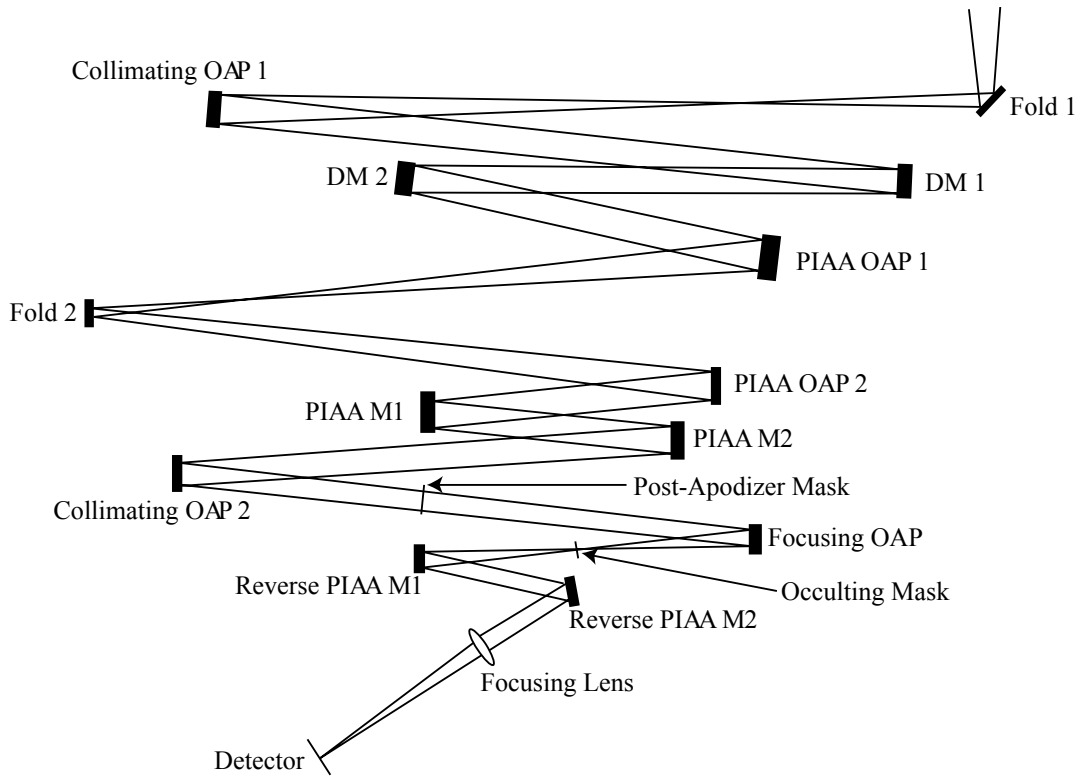 Collimating OAP 1
Fold 1
DM 2
DM 1
PIAA OAP 1
Fold 2
PIAA OAP 2
PIAA M1
PIAA M2
Post-Apodizer Mask
Collimating OAP 2
Focusing OAP
Reverse PIAA M1
Occulting Mask
Reverse PIAA M2
Focusing Lens
Detector